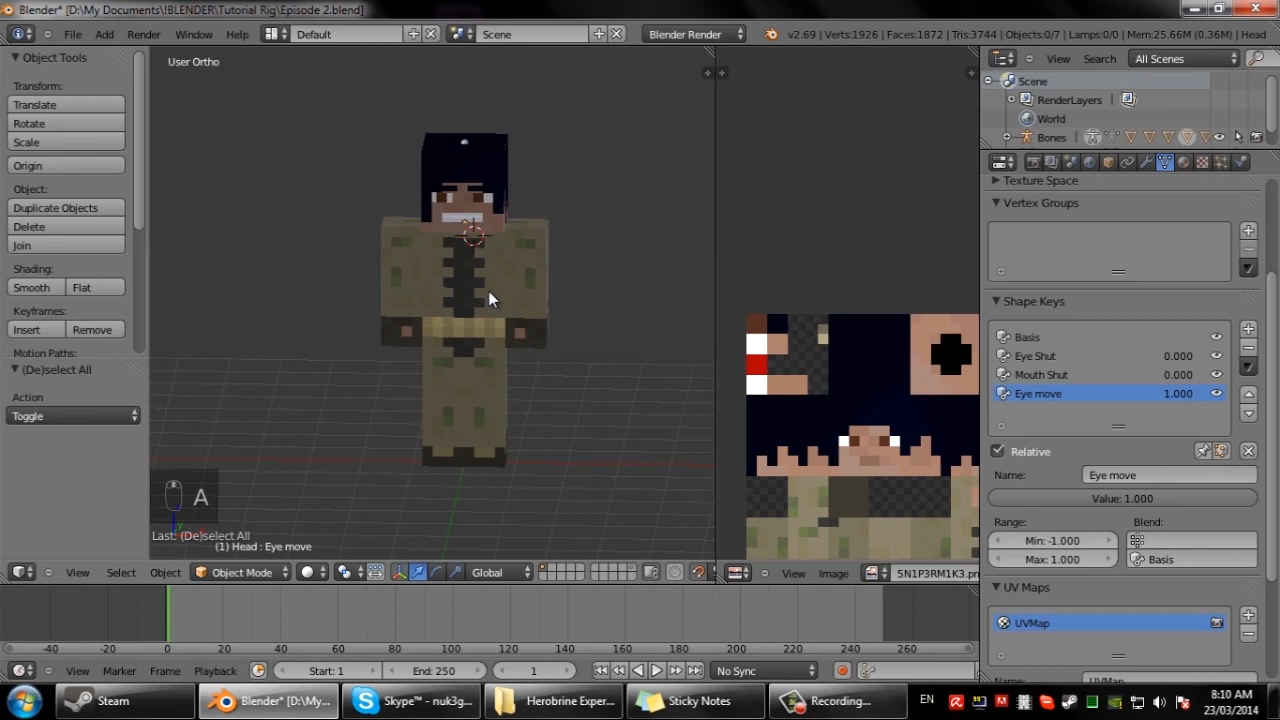 Blender* [D:\My Documents\!BLENDER\Tutorial Rig\Episode 2.blend]
File Add Render Window Help Default Scene Blender Render v2.69 | Verts:1926 | Faces:1872 | Tris:3744 | Objects:0/7 | Lamps:0/0 | Mem:25.66M (0.36M) | Head
Object Tools
Transform:
Translate
Rotate
Scale
Origin
Object:
Duplicate Objects
Delete
Join
Shading:
Smooth Flat
Keyframes:
Insert Remove
Motion Paths:
(De)select All
Action
Toggle
User Ortho
A
Last: (De)select All
(1) Head : Eye move
View Select Object Object Mode Global
View Image 5N1P3RM1K3.pn
View Search All Scenes
Scene
RenderLayers
World
Bones
Texture Space
Vertex Groups
Shape Keys
Basis
Eye Shut 0.000
Mouth Shut 0.000
Eye move 1.000
Relative
Name: Eye move
Value: 1.000
Range: Blend:
Min: -1.000
Max: 1.000 Basis
UV Maps
UVMap
-40 -20 0 20 40 60 80 100 120 140 160 180 200 220 240 260
View Marker Frame Playback Start: 1 End: 250 1 No Sync
Steam Blender* [D:\My... Skype™ - nuk3g... Herobrine Exper... Sticky Notes Recording... EN 8:10 AM
23/03/2014